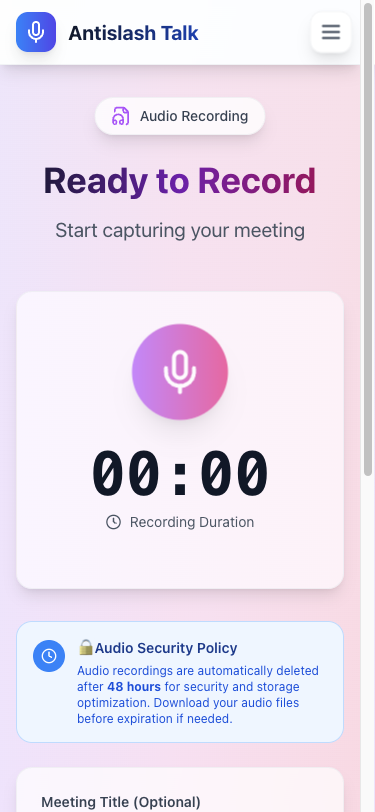 Antislash Talk
Audio Recording
Ready to Record
Start capturing your meeting
00:00
Recording Duration
🔒Audio Security Policy
Audio recordings are automatically deleted
after 48 hours for security and storage
optimization. Download your audio files
before expiration if needed.
Meeting Title (Optional)